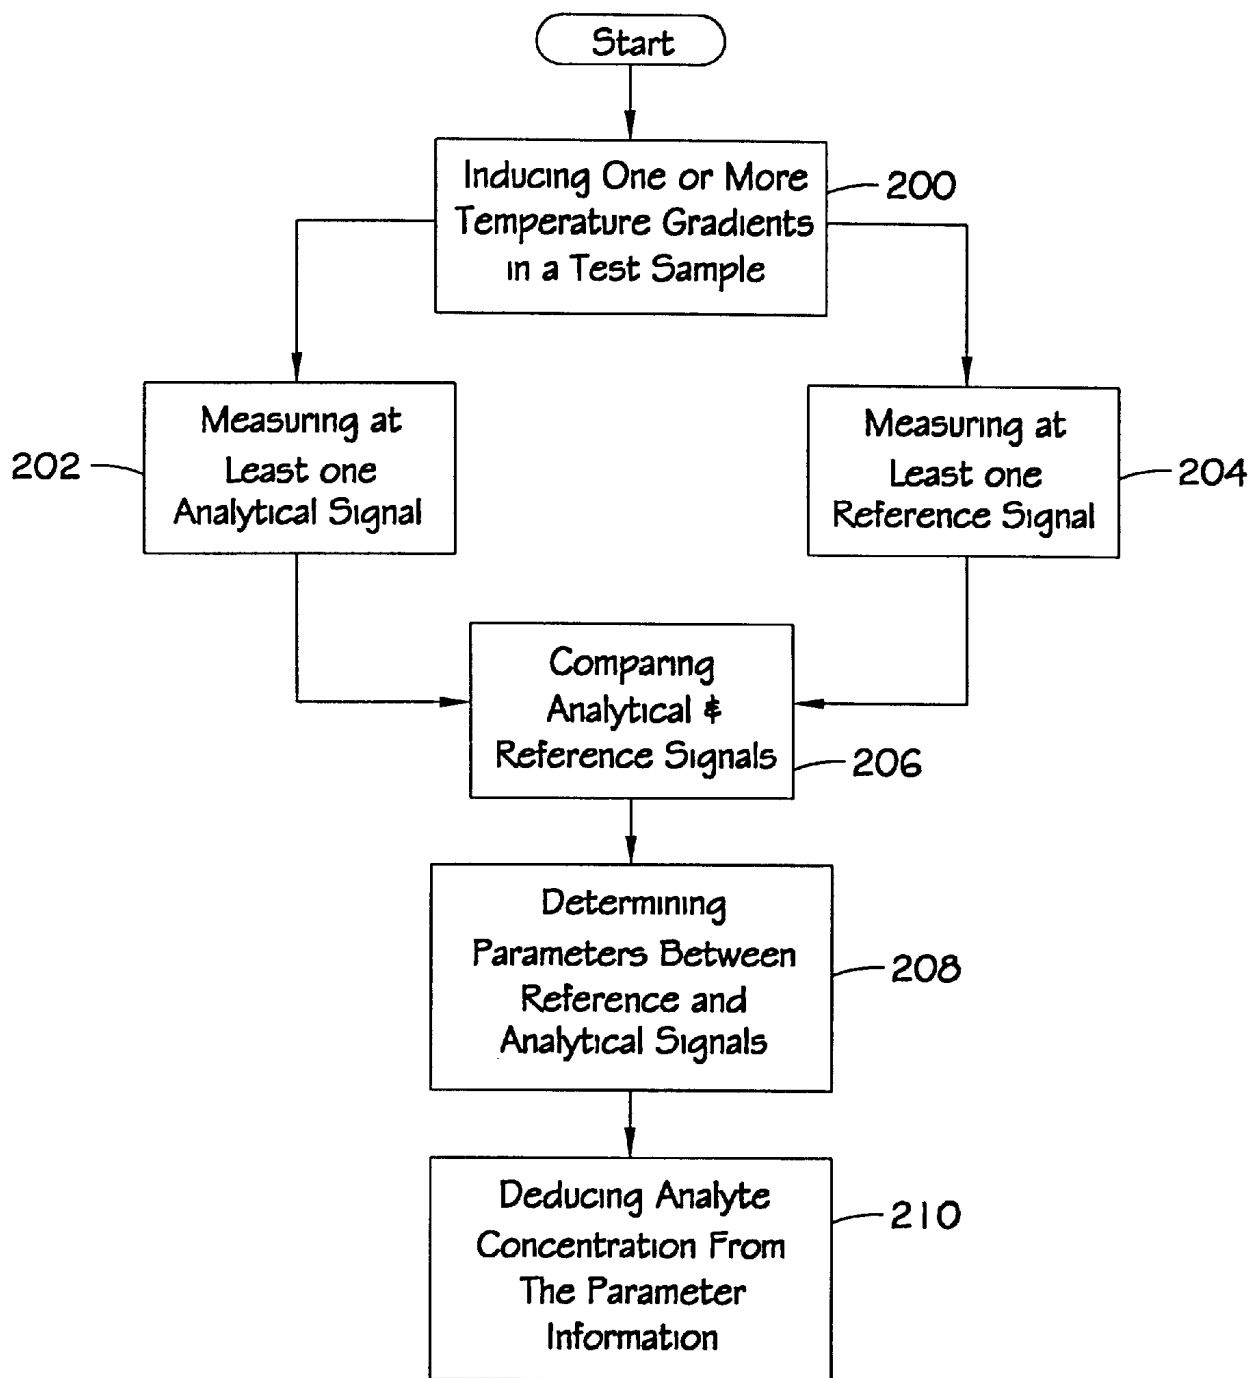 Start
Inducing One or More
Temperature Gradients
in a Test Sample
200
Measuring at
Least one
Analytical Signal
202
Measuring at
Least one
Reference Signal
204
Comparing
Analytical &
Reference Signals
206
Determining
Parameters Between
Reference and
Analytical Signals
208
Deducing Analyte
Concentration From
The Parameter
Information
210